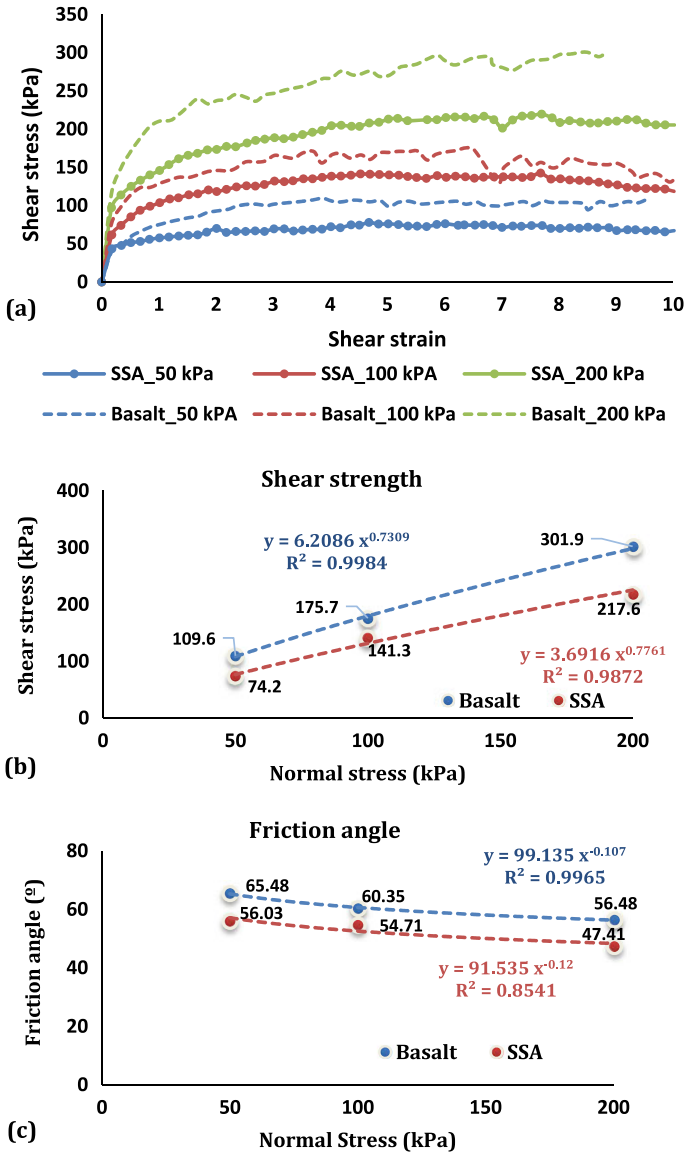 Shear stress (kPa)
350
300
250
200
150
100
50
0
0 1 2 3 4 5 6 7 8 9 10
(a)
Shear strain
SSA_50 kPa SSA_100 kPA SSA_200 kPa
Basalt_50 kPA Basalt_100 kPa Basalt_200 kPa
Shear strength
Shear stress (kPa)
400
300
200
100
0
y = 6.2086 x^0.7309
R² = 0.9984
301.9
175.7
109.6
217.6
141.3
74.2
y = 3.6916 x^0.7761
R² = 0.9872
Basalt SSA
0 50 100 150 200
(b)
Normal stress (kPa)
Friction angle
Friction angle (º)
80
60
40
20
0
y = 99.135 x^-0.107
R² = 0.9965
65.48
60.35
56.48
56.03
54.71
47.41
y = 91.535 x^-0.12
R² = 0.8541
Basalt SSA
0 50 100 150 200
(c)
Normal Stress (kPa)